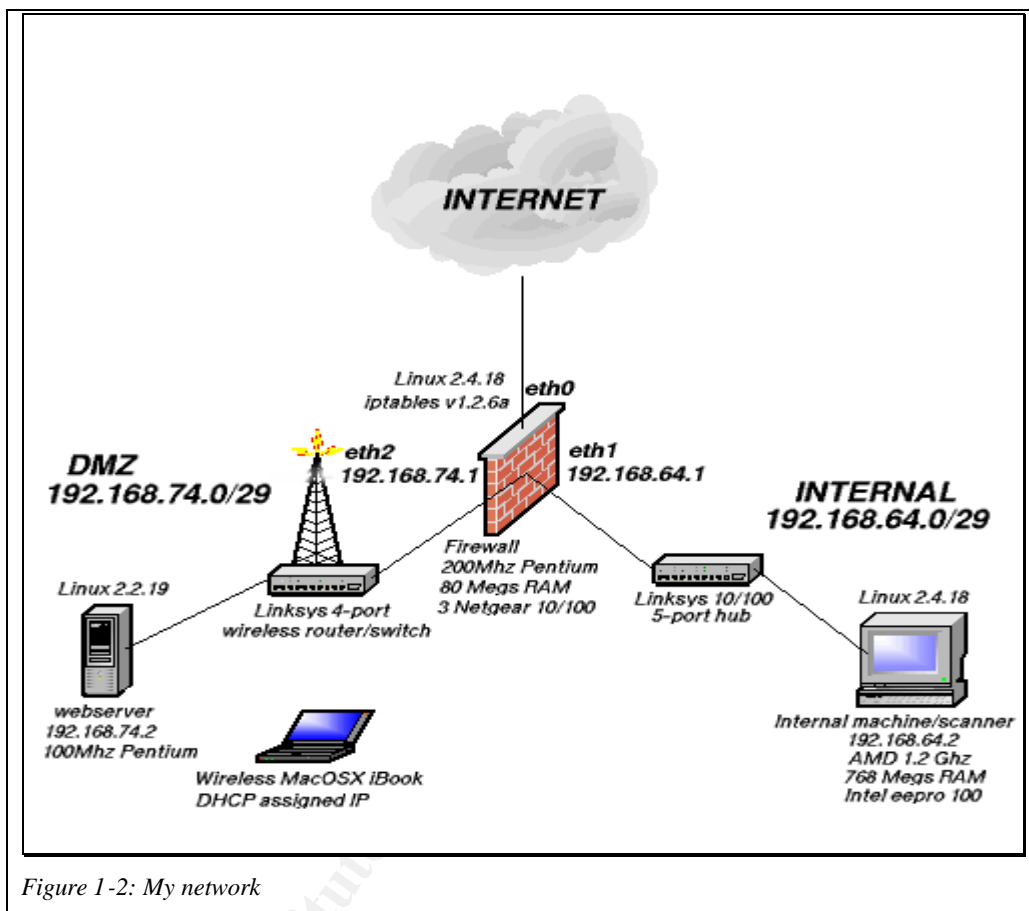 INTERNET
Linux 2.4.18
iptables v1.2.6a
eth0
eth2
192.168.74.1
eth1
192.168.64.1
DMZ
192.168.74.0/29
INTERNAL
192.168.64.0/29
Firewall
200Mhz Pentium
80 Megs RAM
3 Netgear 10/100
Linux 2.2.19
Linksys 4-port
wireless router/switch
Linksys 10/100
5-port hub
Linux 2.4.18
webserver
192.168.74.2
100Mhz Pentium
Wireless MacOSX iBook
DHCP assigned IP
Internal machine/scanner
192.168.64.2
AMD 1.2 Ghz
768 Megs RAM
Intel eepro 100
Figure 1-2: My network